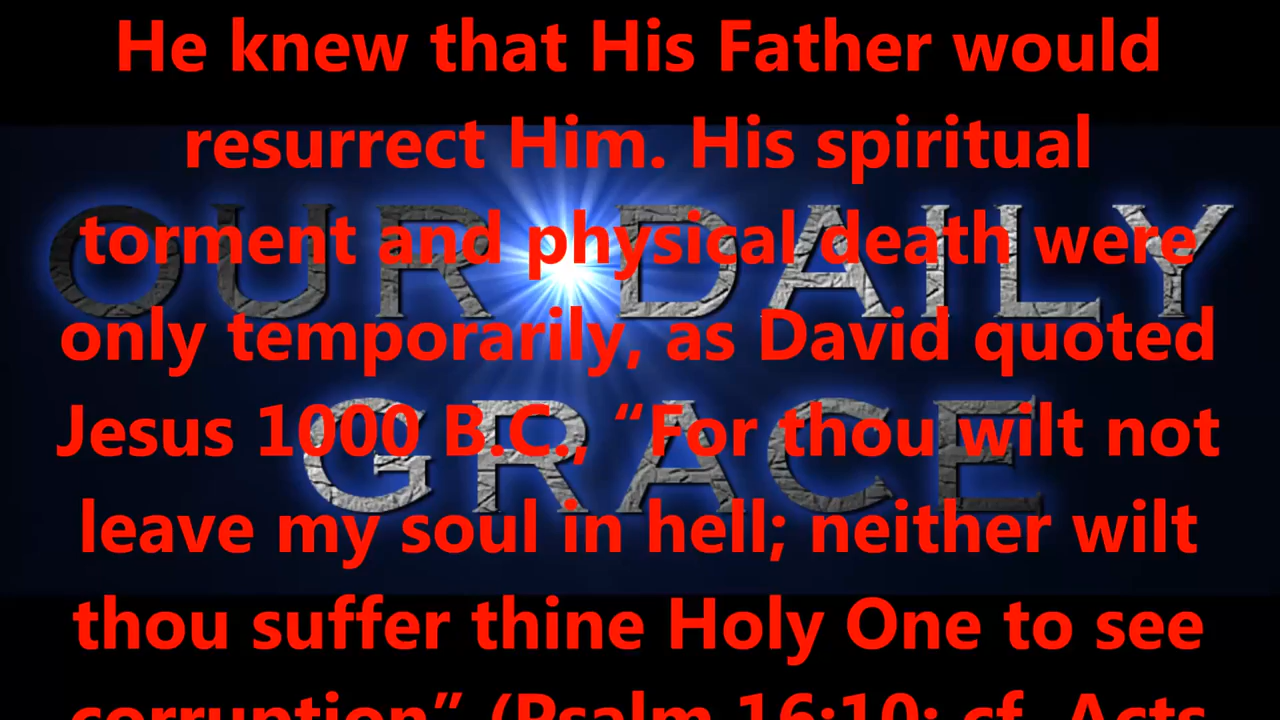 He knew that His Father would
resurrect Him. His spiritual
torment and physical death were
only temporarily, as David quoted
Jesus 1000 B.C., “For thou wilt not
leave my soul in hell; neither wilt
thou suffer thine Holy One to see
corruption” (Psalm 16:10; cf. Acts
OUR DAILY
GRACE